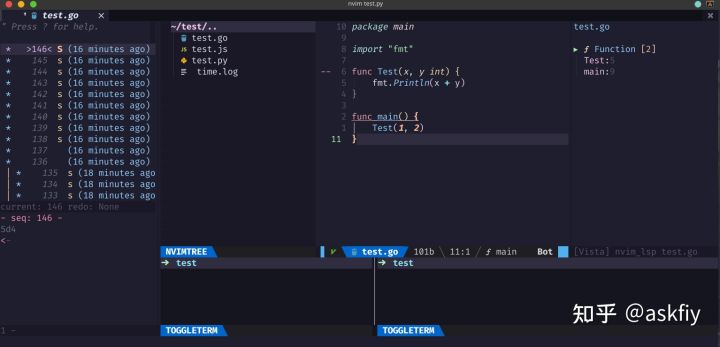 nvim test.py
test.go
" Press ? for help.
* >146< S (16 minutes ago)
* 145 s (16 minutes ago)
* 144 s (16 minutes ago)
* 143 s (16 minutes ago)
* 142 s (16 minutes ago)
* 141 s (16 minutes ago)
* 140 s (16 minutes ago)
* 139 s (16 minutes ago)
* 138 s (16 minutes ago)
* 137 (16 minutes ago)
* 136 (16 minutes ago)
| * 135 s (18 minutes ago
| * 134 s (18 minutes ago
| * 133 s (18 minutes ago
current: 146 redo: None
- seq: 146 -
5d4
<-
1 -
~/test/..
test.go
JS test.js
test.py
time.log
NVIMTREE
10 package main
9
8 import "fmt"
7
-- 6 func Test(x, y int) {
5 fmt.Println(x + y)
4 }
3
2 func main() {
1 Test(1, 2)
11 }
test.go 101b 11:1 ƒ main Bot
test.go
▶ ƒ Function [2]
Test:5
main:9
[Vista] nvim_lsp test.go
➜ test
➜ test
TOGGLETERM
TOGGLETERM
知乎 @askfiy